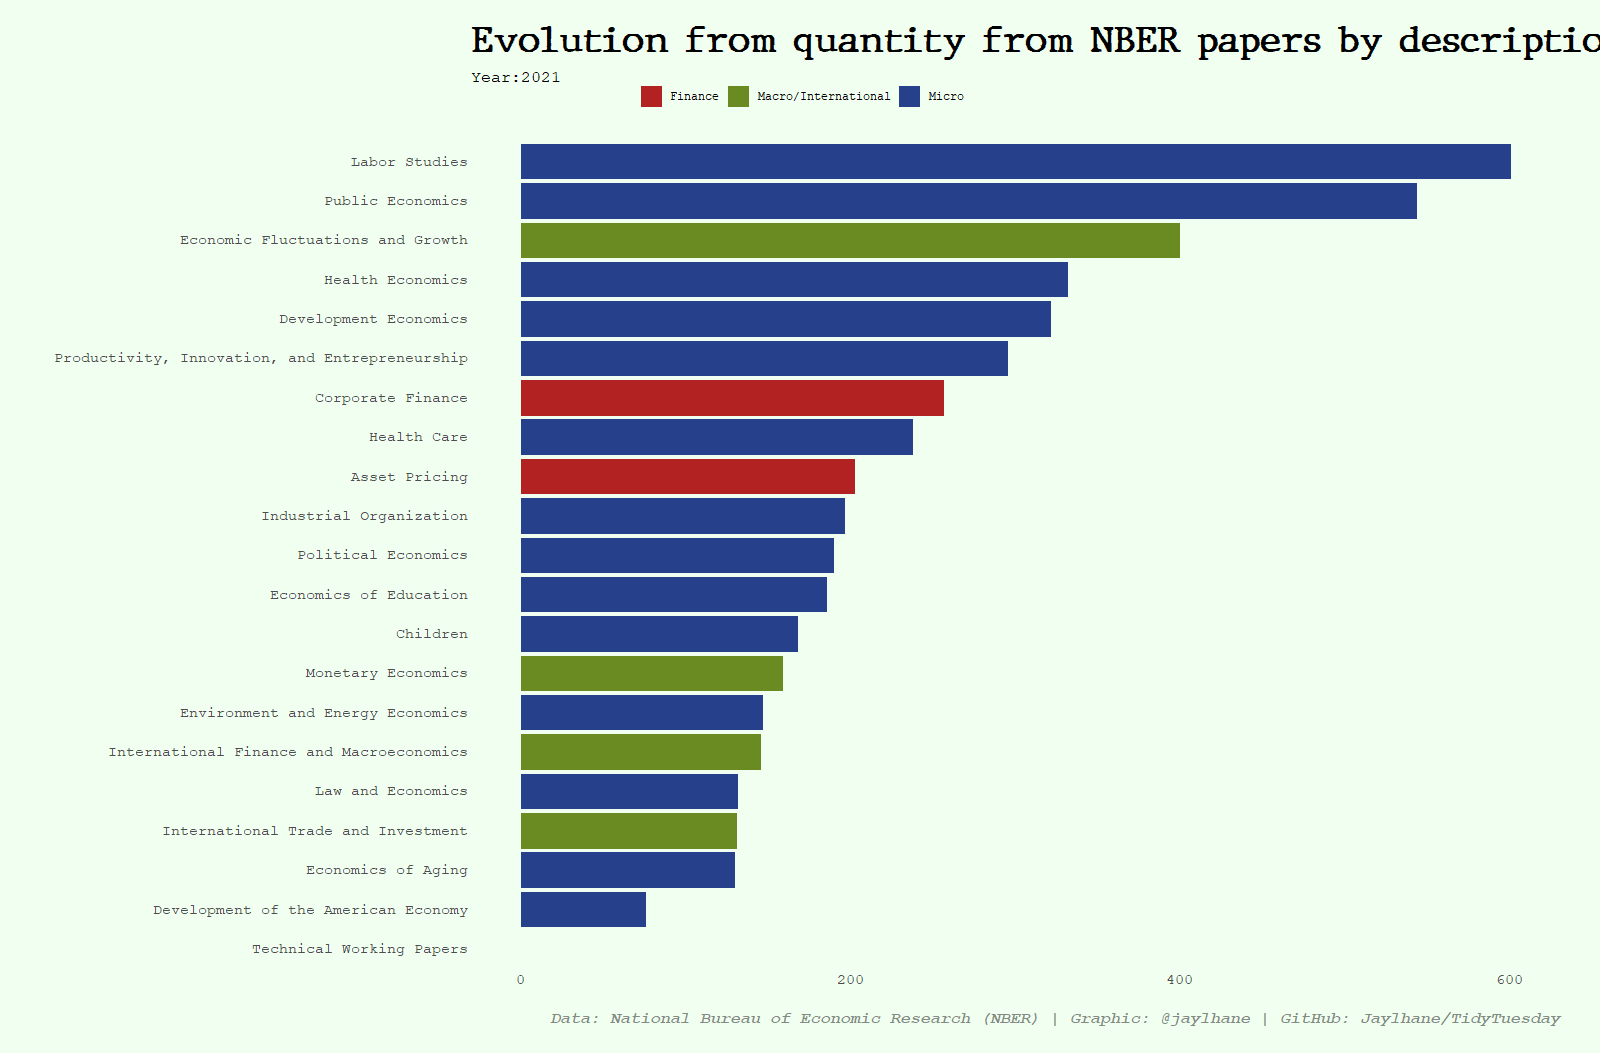 Evolution from quantity from NBER papers by descriptio
Year:2021
Finance Macro/International Micro
Labor Studies
Public Economics
Economic Fluctuations and Growth
Health Economics
Development Economics
Productivity, Innovation, and Entrepreneurship
Corporate Finance
Health Care
Asset Pricing
Industrial Organization
Political Economics
Economics of Education
Children
Monetary Economics
Environment and Energy Economics
International Finance and Macroeconomics
Law and Economics
International Trade and Investment
Economics of Aging
Development of the American Economy
Technical Working Papers
0 200 400 600
Data: National Bureau of Economic Research (NBER) | Graphic: @jaylhane | GitHub: Jaylhane/TidyTuesday